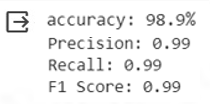 accuracy: 98.9%
Precision: 0.99
Recall: 0.99
F1 Score: 0.99